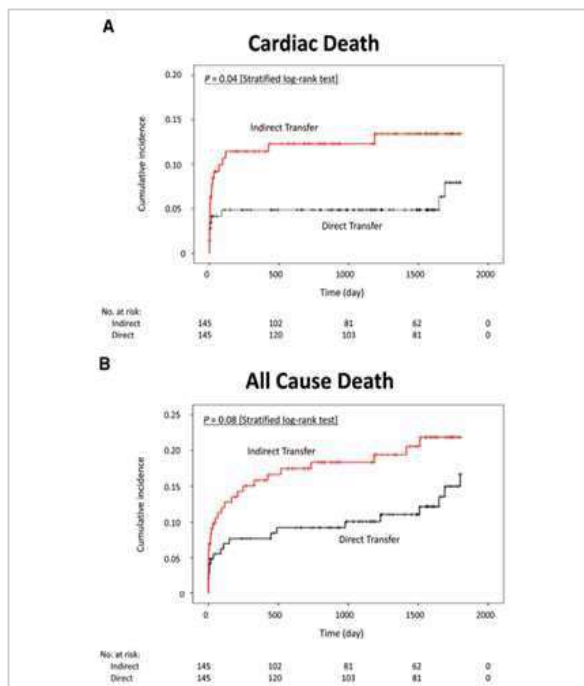 A
Cardiac Death
P = 0.04 [Stratified log-rank test]
Indirect Transfer
Direct Transfer
Cumulative incidence
0.20
0.15
0.10
0.05
0
0 500 1000 1500 2000
Time (day)
No. at risk:
Indirect 145 102 81 62 0
Direct 145 120 103 81 0
B
All Cause Death
P = 0.08 [Stratified log-rank test]
Indirect Transfer
Direct Transfer
Cumulative incidence
0.25
0.20
0.15
0.10
0.05
0
0 500 1000 1500 2000
Time (day)
No. at risk:
Indirect 145 102 81 62 0
Direct 145 120 103 81 0